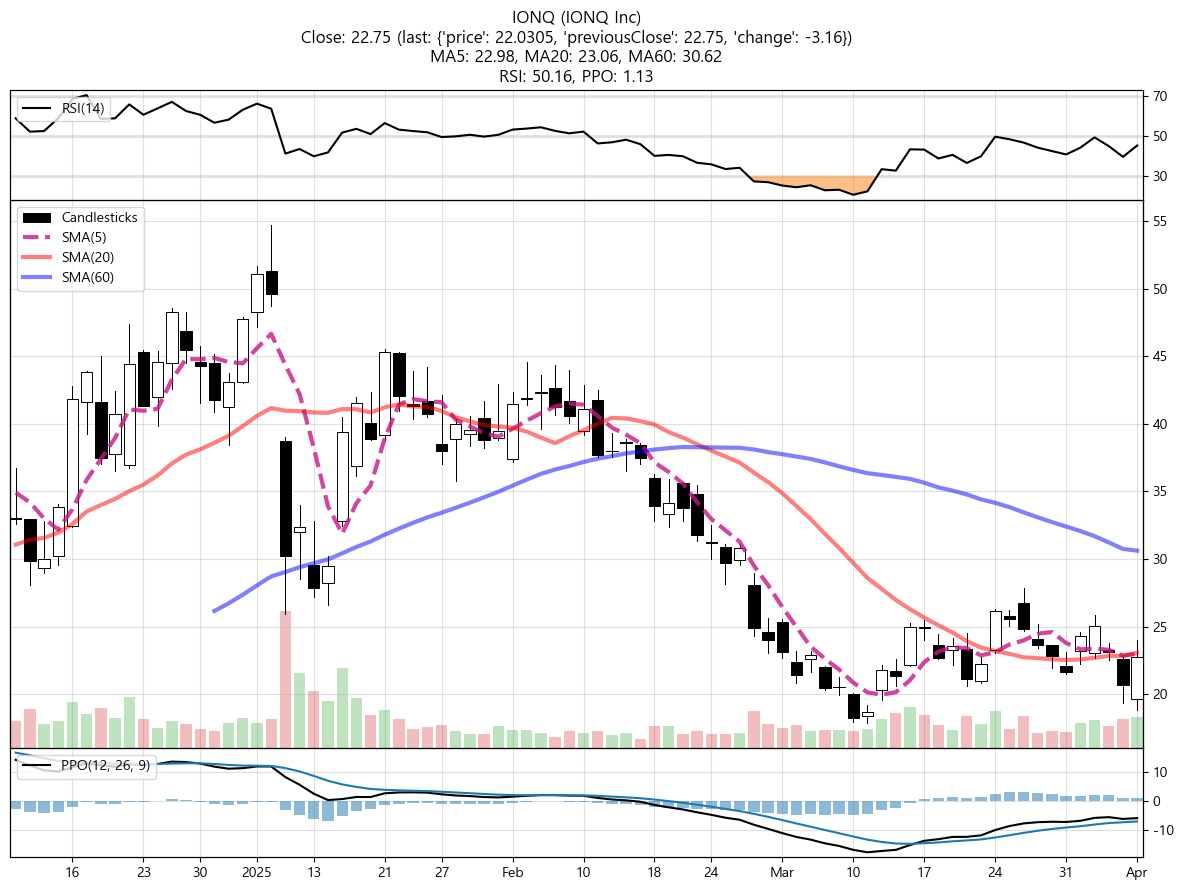 IONQ (IONQ Inc)
Close: 22.75 (last: {'price': 22.0305, 'previousClose': 22.75, 'change': -3.16})
MA5: 22.98, MA20: 23.06, MA60: 30.62
RSI: 50.16, PPO: 1.13
RSI(14)
70
50
30
Candlesticks
SMA(5)
SMA(20)
SMA(60)
55
50
45
40
35
30
25
20
PPO(12, 26, 9)
10
0
-10
16 23 30 2025 13 21 27 Feb 10 18 24 Mar 10 17 24 31 Apr